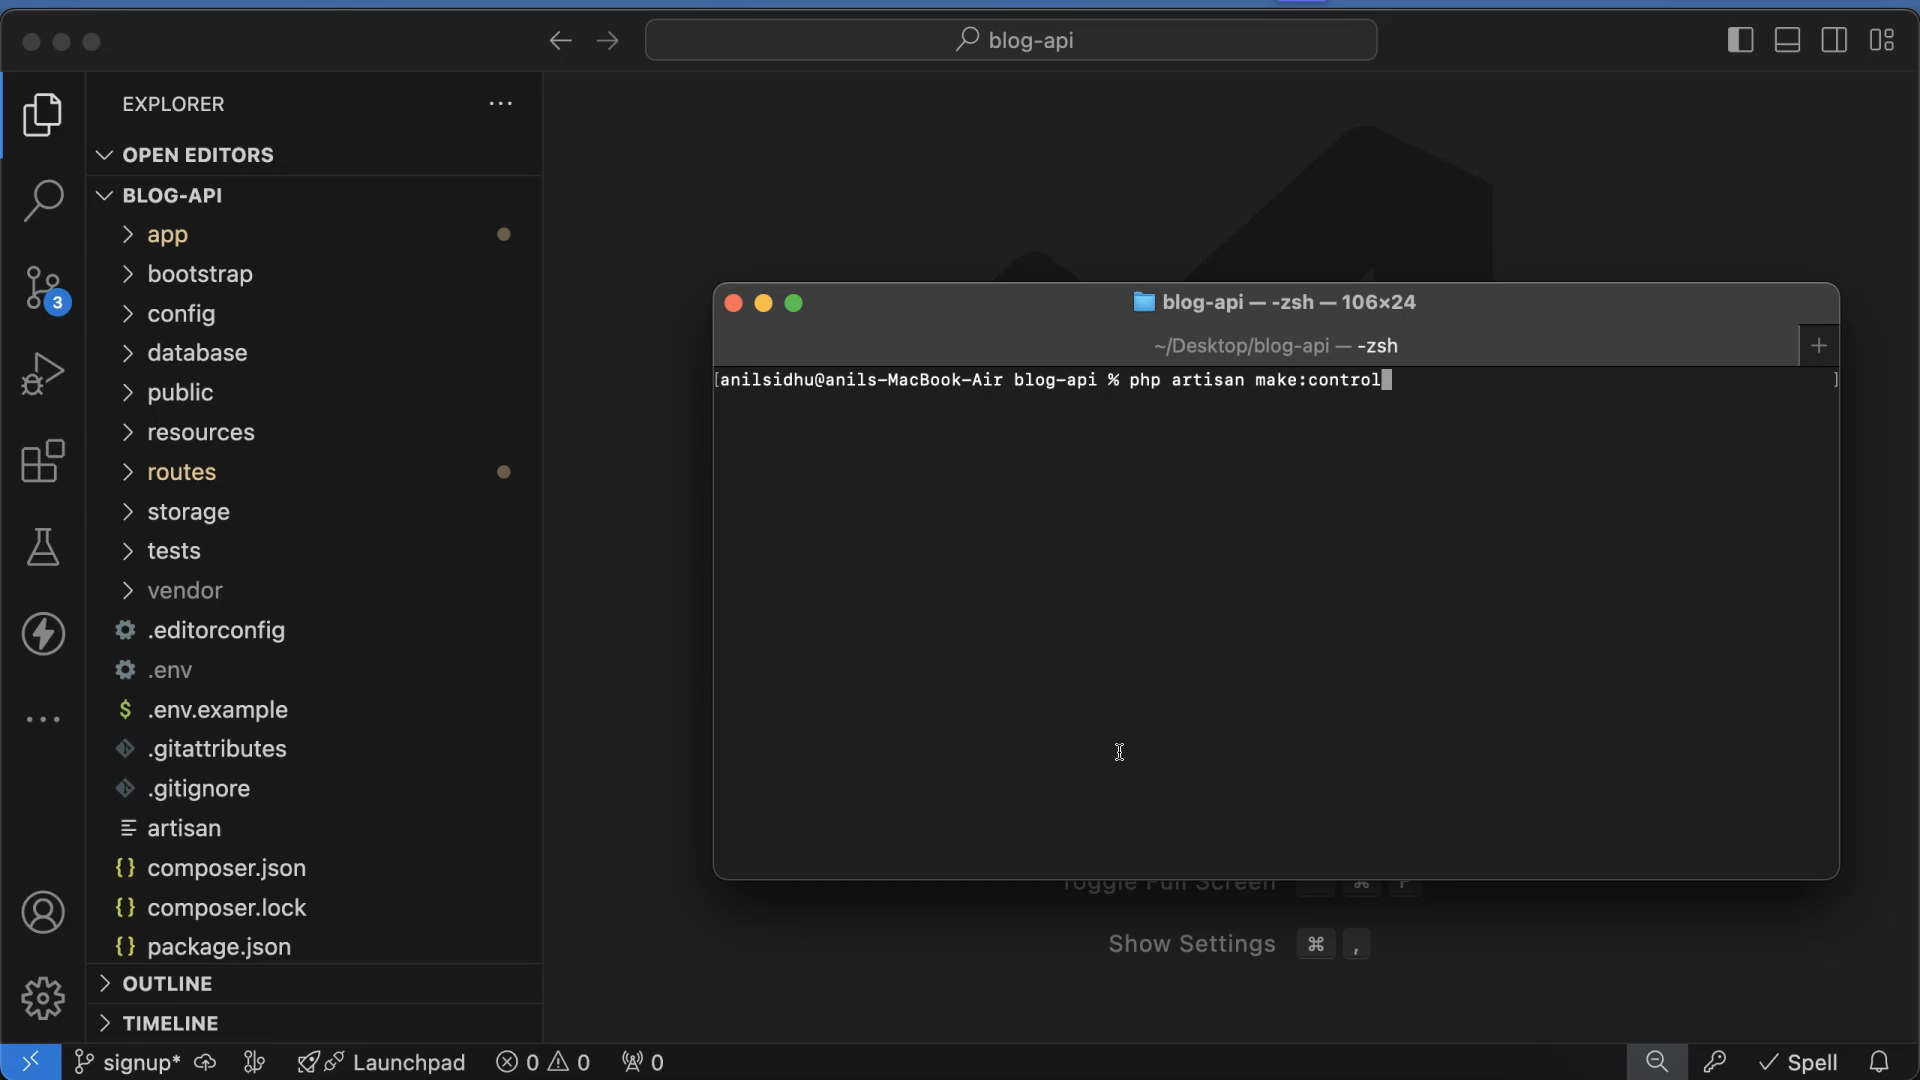 blog-api
EXPLORER
OPEN EDITORS
BLOG-API
app
bootstrap
config
database
public
resources
routes
storage
tests
vendor
.editorconfig
.env
$ .env.example
.gitattributes
.gitignore
artisan
{} composer.json
{} composer.lock
{} package.json
OUTLINE
TIMELINE
3
blog-api — -zsh — 106×24
~/Desktop/blog-api — -zsh
[anilsidhu@anils-MacBook-Air blog-api % php artisan make:control ]
Toggle Full Screen ⌘ F
Show Settings ⌘ ,
signup* Launchpad 0 0 0 Spell